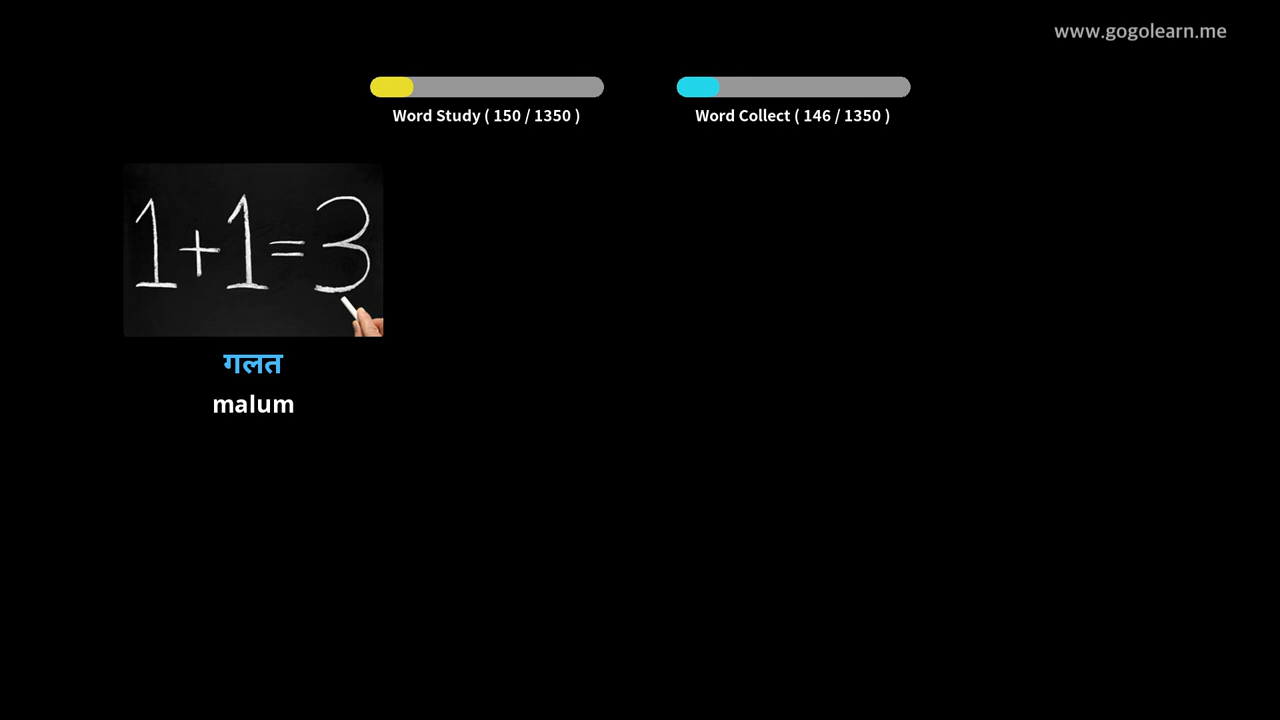 www.gogolearn.me
Word Study ( 150 / 1350 )
Word Collect ( 146 / 1350 )
1+1=3
गलत
malum